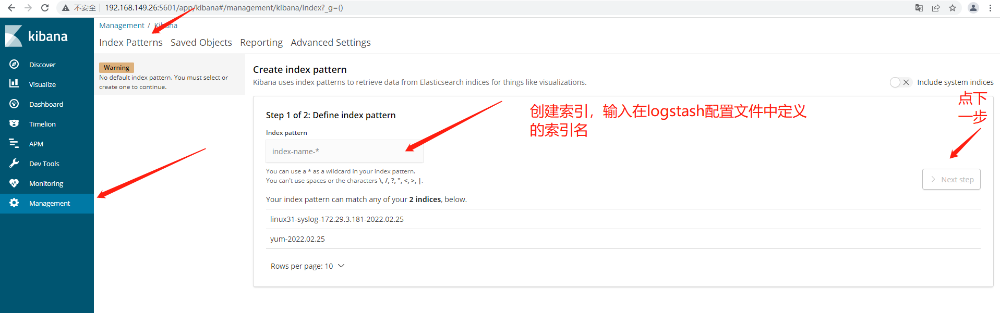 不安全 | 192.168.149.26:5601/app/kibana#/management/kibana/index?_g=()
kibana
Discover
Visualize
Dashboard
Timelion
APM
Dev Tools
Monitoring
Management
Management / Kibana
Index Patterns Saved Objects Reporting Advanced Settings
Warning
No default index pattern. You must select or
create one to continue.
Create index pattern
Kibana uses index patterns to retrieve data from Elasticsearch indices for things like visualizations.
Include system indices
Step 1 of 2: Define index pattern
Index pattern
index-name-*
You can use a * as a wildcard in your index pattern.
You can't use spaces or the characters \, /, ?, ", <, >, |.
创建索引，输入在logstash配置文件中定义
的索引名
点下
一步
Next step
Your index pattern can match any of your 2 indices, below.
linux31-syslog-172.29.3.181-2022.02.25
yum-2022.02.25
Rows per page: 10